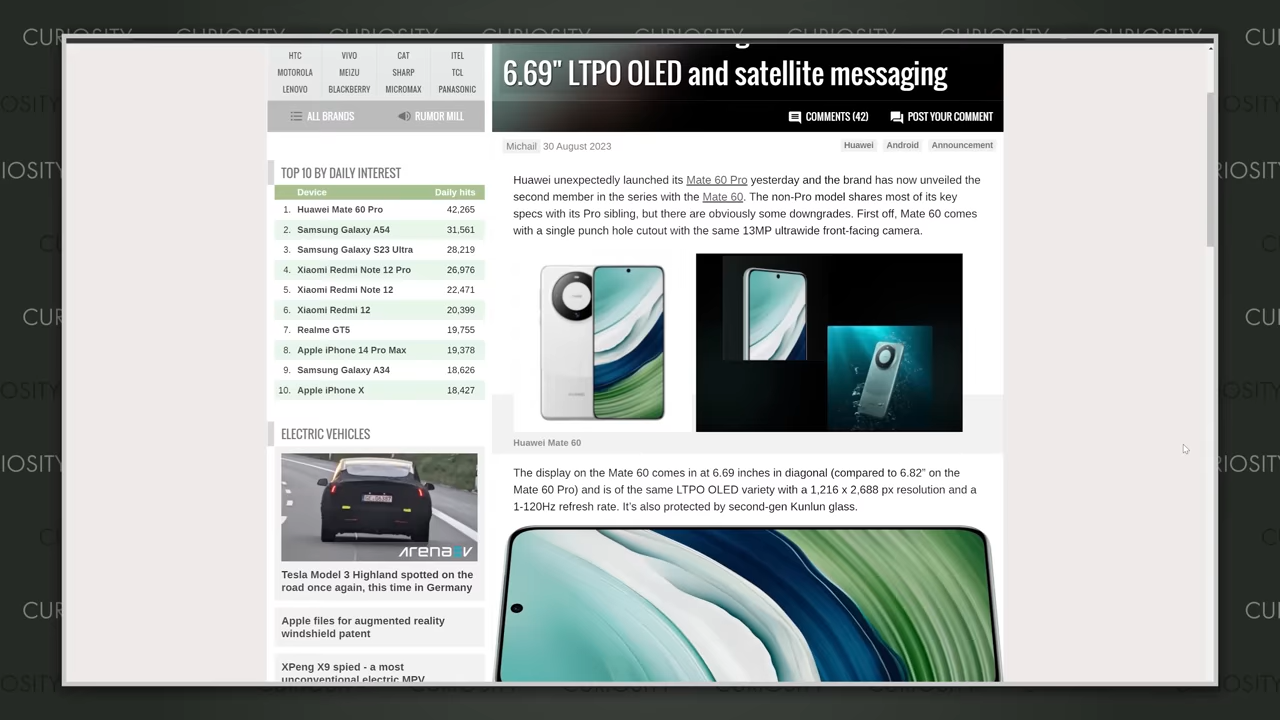 CURIOSITY CURIOSITY CURIOSITY CURIOSITY CURIOSITY CURIOSITY CURIOSITY CURIOSITY CURIOSITY
HTC VIVO CAT ITEL
MOTOROLA MEIZU SHARP TCL
LENOVO BLACKBERRY MICROMAX PANASONIC
ALL BRANDS RUMOR MILL
6.69" LTPO OLED and satellite messaging
COMMENTS (42) POST YOUR COMMENT
Michail 30 August 2023 Huawei Android Announcement
TOP 10 BY DAILY INTEREST
Device Daily hits
1. Huawei Mate 60 Pro 42,265
2. Samsung Galaxy A54 31,561
3. Samsung Galaxy S23 Ultra 28,219
4. Xiaomi Redmi Note 12 Pro 26,976
5. Xiaomi Redmi Note 12 22,471
6. Xiaomi Redmi 12 20,399
7. Realme GT5 19,755
8. Apple iPhone 14 Pro Max 19,378
9. Samsung Galaxy A34 18,626
10. Apple iPhone X 18,427
ELECTRIC VEHICLES
arenaev
Tesla Model 3 Highland spotted on the
road once again, this time in Germany
Apple files for augmented reality
windshield patent
XPeng X9 spied - a most
unconventional electric MPV
Huawei unexpectedly launched its Mate 60 Pro yesterday and the brand has now unveiled the
second member in the series with the Mate 60. The non-Pro model shares most of its key
specs with its Pro sibling, but there are obviously some downgrades. First off, Mate 60 comes
with a single punch hole cutout with the same 13MP ultrawide front-facing camera.
Huawei Mate 60
The display on the Mate 60 comes in at 6.69 inches in diagonal (compared to 6.82” on the
Mate 60 Pro) and is of the same LTPO OLED variety with a 1,216 x 2,688 px resolution and a
1-120Hz refresh rate. It’s also protected by second-gen Kunlun glass.